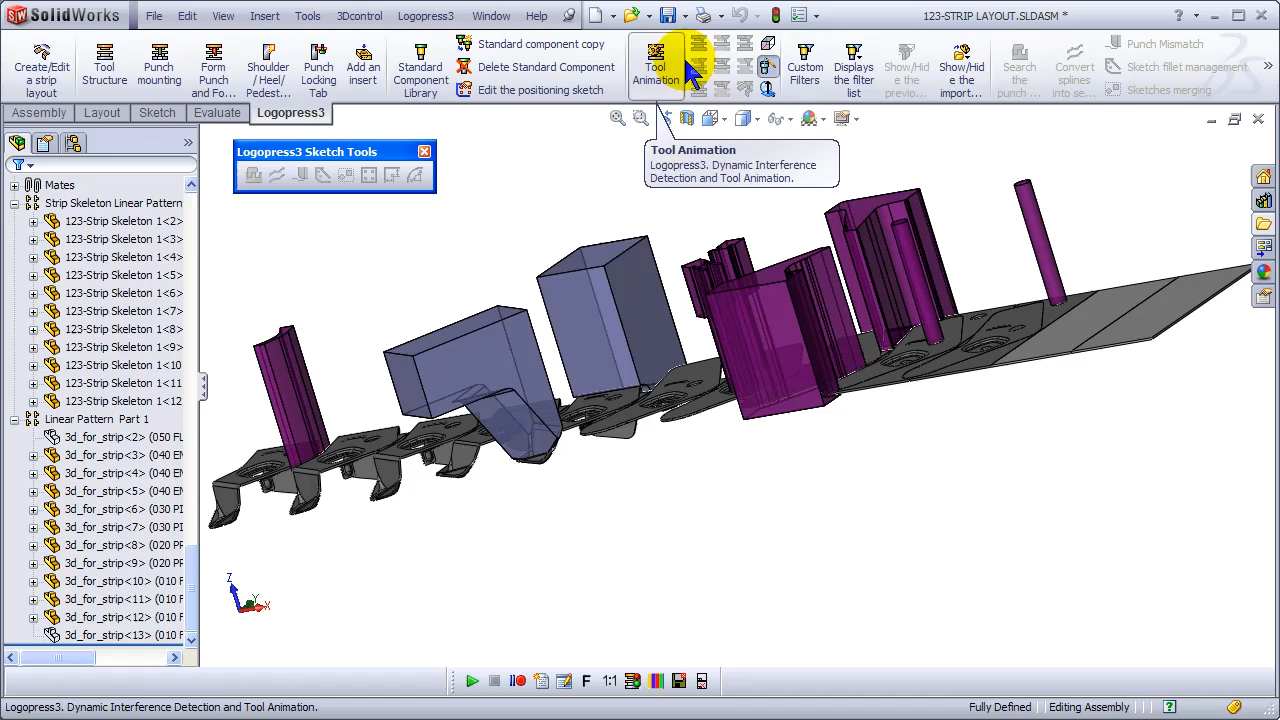 SolidWorks
File Edit View Insert Tools 3Dcontrol Logopress3 Window Help
123-STRIP LAYOUT.SLDASM *
Create/Edit a strip
Tool Structure
Punch mounting
Form Punch and Fo...
Shoulder / Heel Pedest...
Punch Locking Tab
Add an insert
Standard Component Library
Standard component copy
Delete Standard Component
Edit the positioning sketch
Tool Animation
Custom Filters
Displays the filter list
Show/Hide the previo...
Show/Hide the import...
Search punch ...
Convert splines into se...
Punch Mismatch
Sketch fillet management
Sketches merging
Assembly Layout Sketch Evaluate Logopress3
Logopress3 Sketch Tools
Tool Animation
Logopress3. Dynamic Interference
Detection and Tool Animation.
Mates
Strip Skeleton Linear Pattern
123-Strip Skeleton 1<2>
123-Strip Skeleton 1<3>
123-Strip Skeleton 1<4>
123-Strip Skeleton 1<5>
123-Strip Skeleton 1<6>
123-Strip Skeleton 1<7>
123-Strip Skeleton 1<8>
123-Strip Skeleton 1<9>
123-Strip Skeleton 1<10
123-Strip Skeleton 1<11
123-Strip Skeleton 1<12
Linear Pattern Part 1
3d_for_strip<2> (050 FL
3d_for_strip<3> (040 EN
3d_for_strip<4> (040 EN
3d_for_strip<5> (040 EN
3d_for_strip<6> (030 PI
3d_for_strip<7> (030 PI
3d_for_strip<8> (020 PR
3d_for_strip<9> (020 PR
3d_for_strip<10> (010 F
3d_for_strip<11> (010 F
3d_for_strip<12> (010 F
3d_for_strip<13> (010 F
Z
Y
X
F 1:1
Logopress3. Dynamic Interference Detection and Tool Animation.
Fully Defined
Editing Assembly